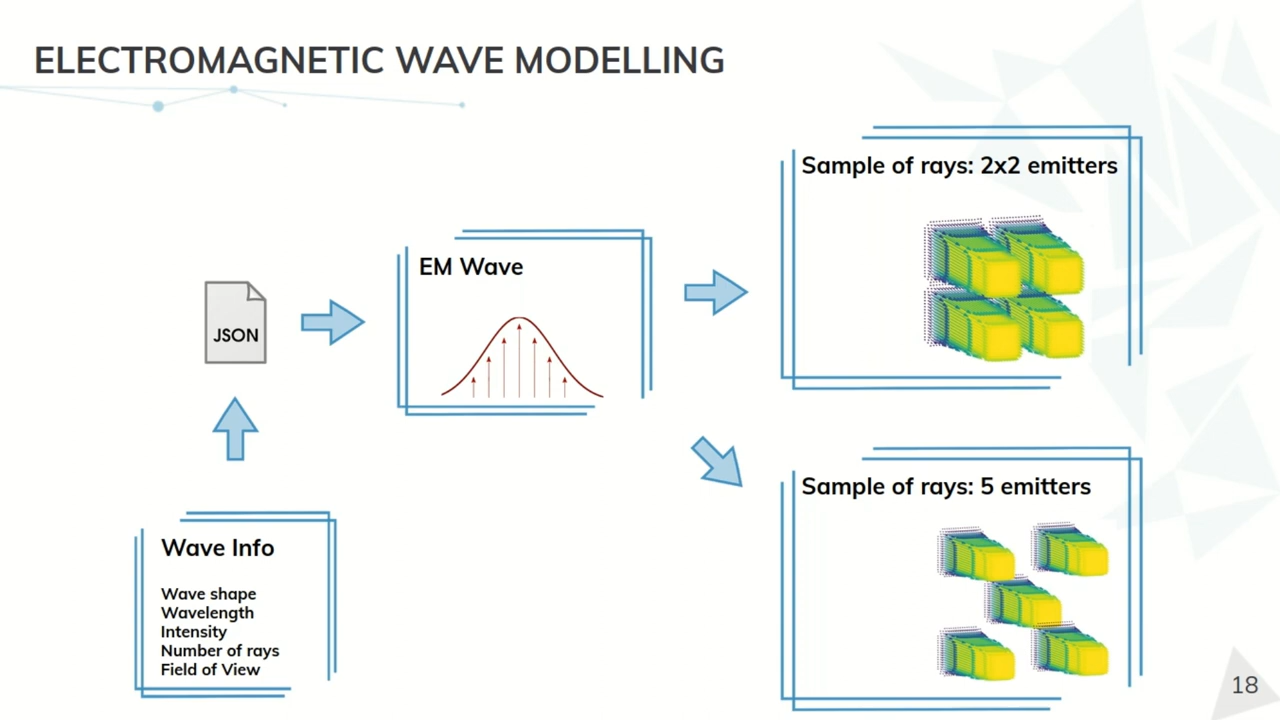 ELECTROMAGNETIC WAVE MODELLING
Sample of rays: 2x2 emitters
EM Wave
JSON
Sample of rays: 5 emitters
Wave Info
Wave shape
Wavelength
Intensity
Number of rays
Field of View
18